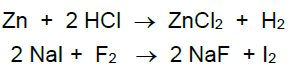 Zn + 2 HCl → ZnCl₂ + H₂
2 NaI + F₂ → 2 NaF + I₂